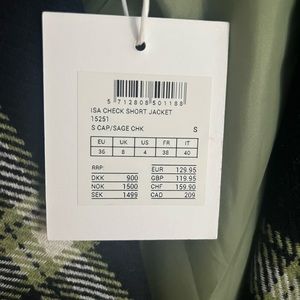 5 712808 501188
ISA CHECK SHORT JACKET
15251
S CAP/SAGE CHK S
EU UK US FR IT
36 8 4 38 40
RRP: EUR 129.95
DKK 900 GBP 119.95
NOK 1500 CHF 159.90
SEK 1499 CAD 209